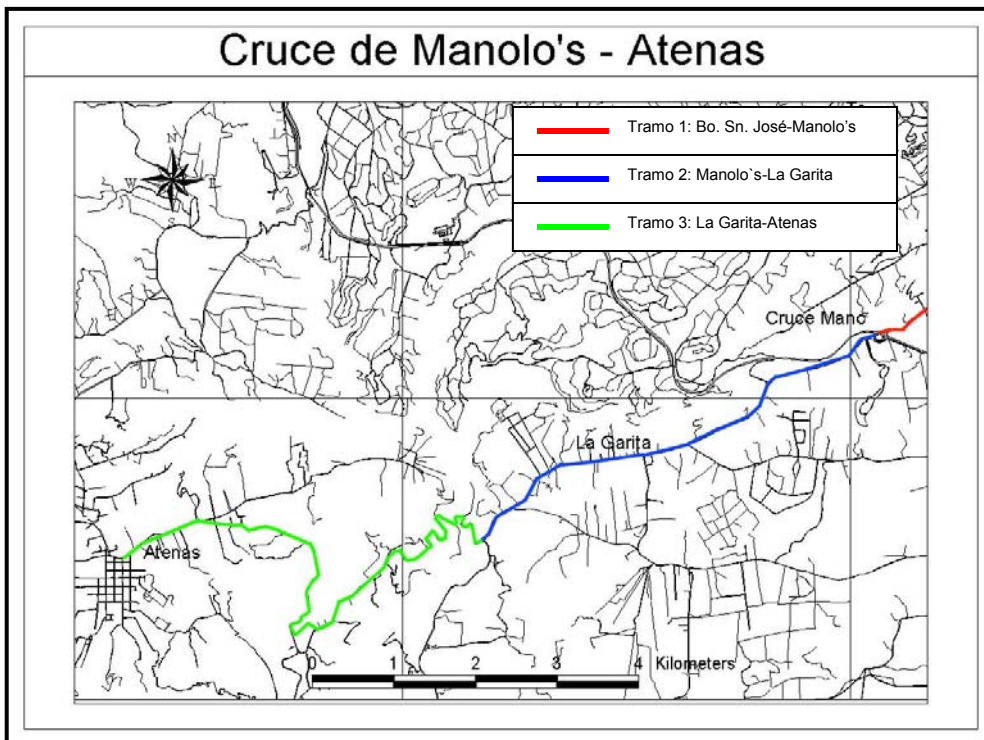 Cruce de Manolo's - Atenas
Tramo 1: Bo. Sn. José-Manolo’s
Tramo 2: Manolo`s-La Garita
Tramo 3: La Garita-Atenas
N
W
E
S
Cruce Mano
La Garita
Atenas
0 1 2 3 4 Kilometers